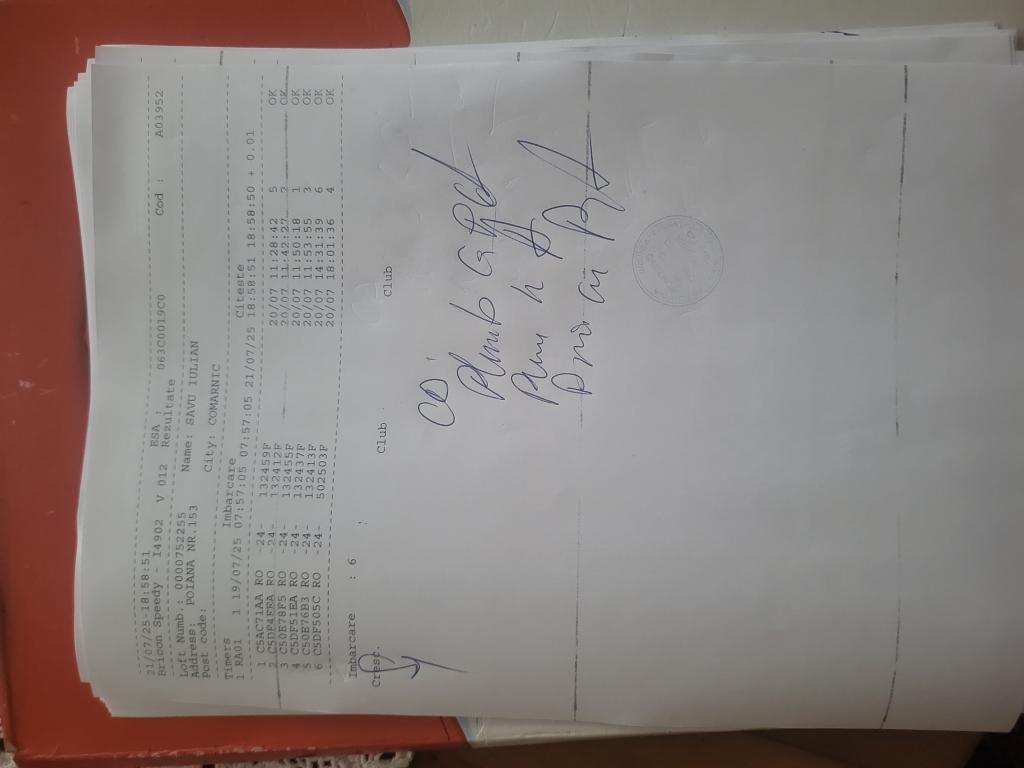 21/07/25-18:58:51
Bricon Speedy - I4902 V 012 ESA : 063C0019C0 Cod : A03952
Rezultate
Loft Numb.: 0000752255 Name: SAVU IULIAN
Address: POIANA NR.153
Post code: City: COMARNIC
Timers Imbarcare Citeste
1 RA01 1 19/07/25 07:57:05 07:57:05 21/07/25 18:58:51 18:58:50 + 0.01
1 C5AC71AA RO -24- 132459F 20/07 11:28:42 5 OK
2 C5DF4FEA RO -24- 132412F 20/07 11:42:27 2 OK
3 C50E78F5 RO -24- 132455F 20/07 11:50:18 1 OK
4 C5DF51EA RO -24- 132437F 20/07 11:53:55 3 OK
5 C50E76B3 RO -24- 132413F 20/07 14:31:39 6 OK
6 C5DF505C RO -24- 502503F 20/07 18:01:36 4 OK
Imbarcare : 6
Club : Club
Cresc. :